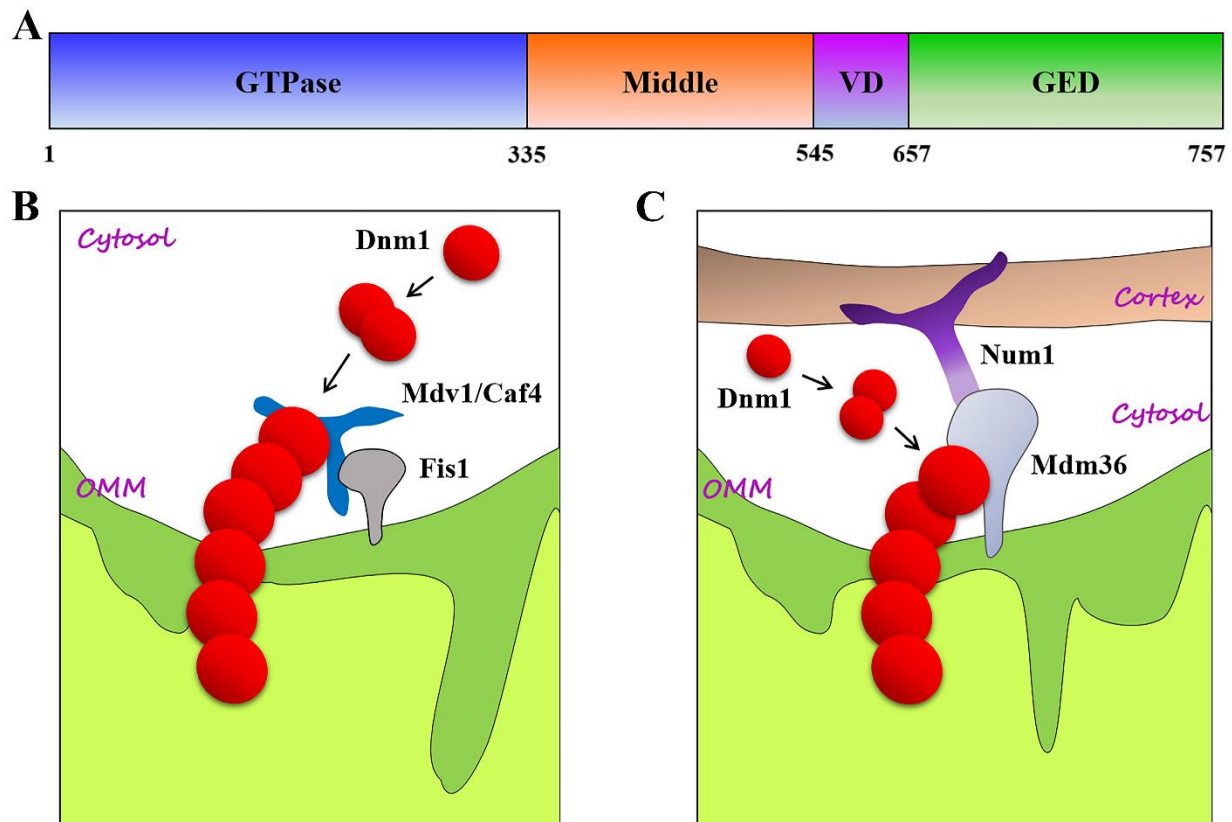 A
GTPase Middle VD GED
1 335 545 657 757
B
Cytosol
Dnm1
Mdv1/Caf4
Fis1
OMM
C
Cortex
Num1
Dnm1
Cytosol
Mdm36
OMM